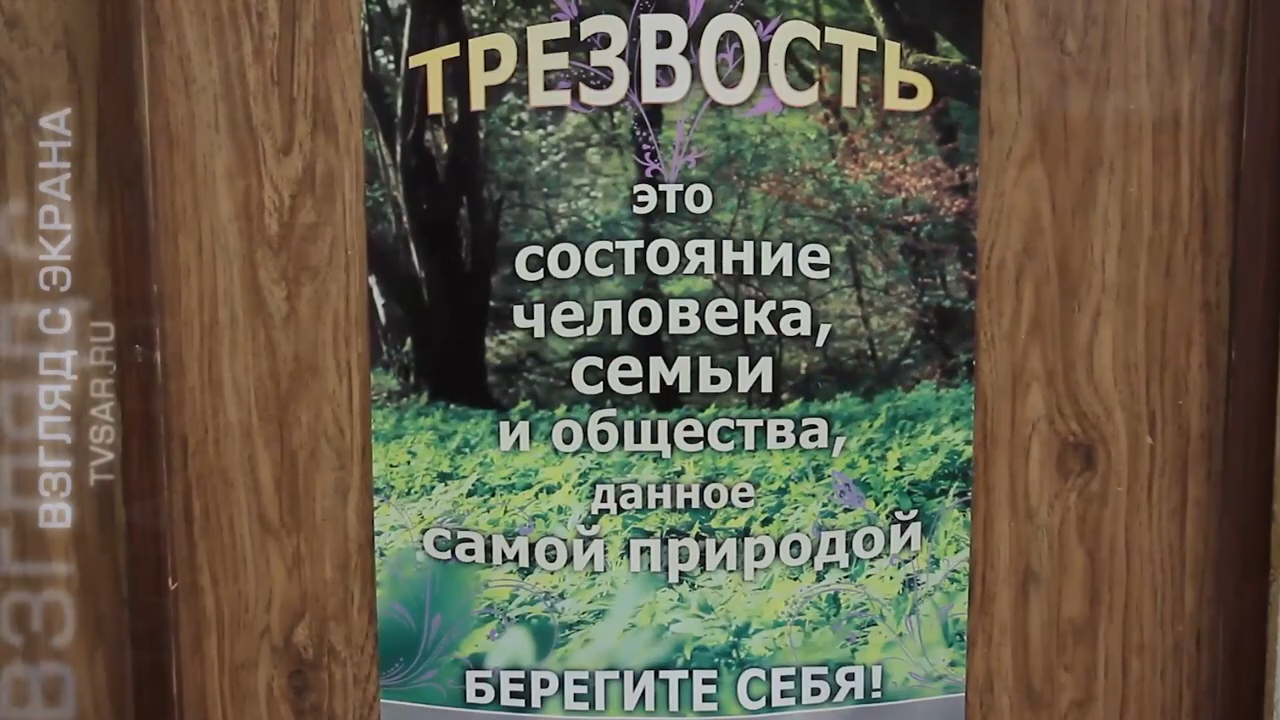 ТРЕЗВОСТЬ
это
состояние
человека,
семьи
и общества,
данное
самой природой
БЕРЕГИТЕ СЕБЯ!
ВЗГЛЯД С ЭКРАНА
TVSAR.RU
ВЗГЛЯД С